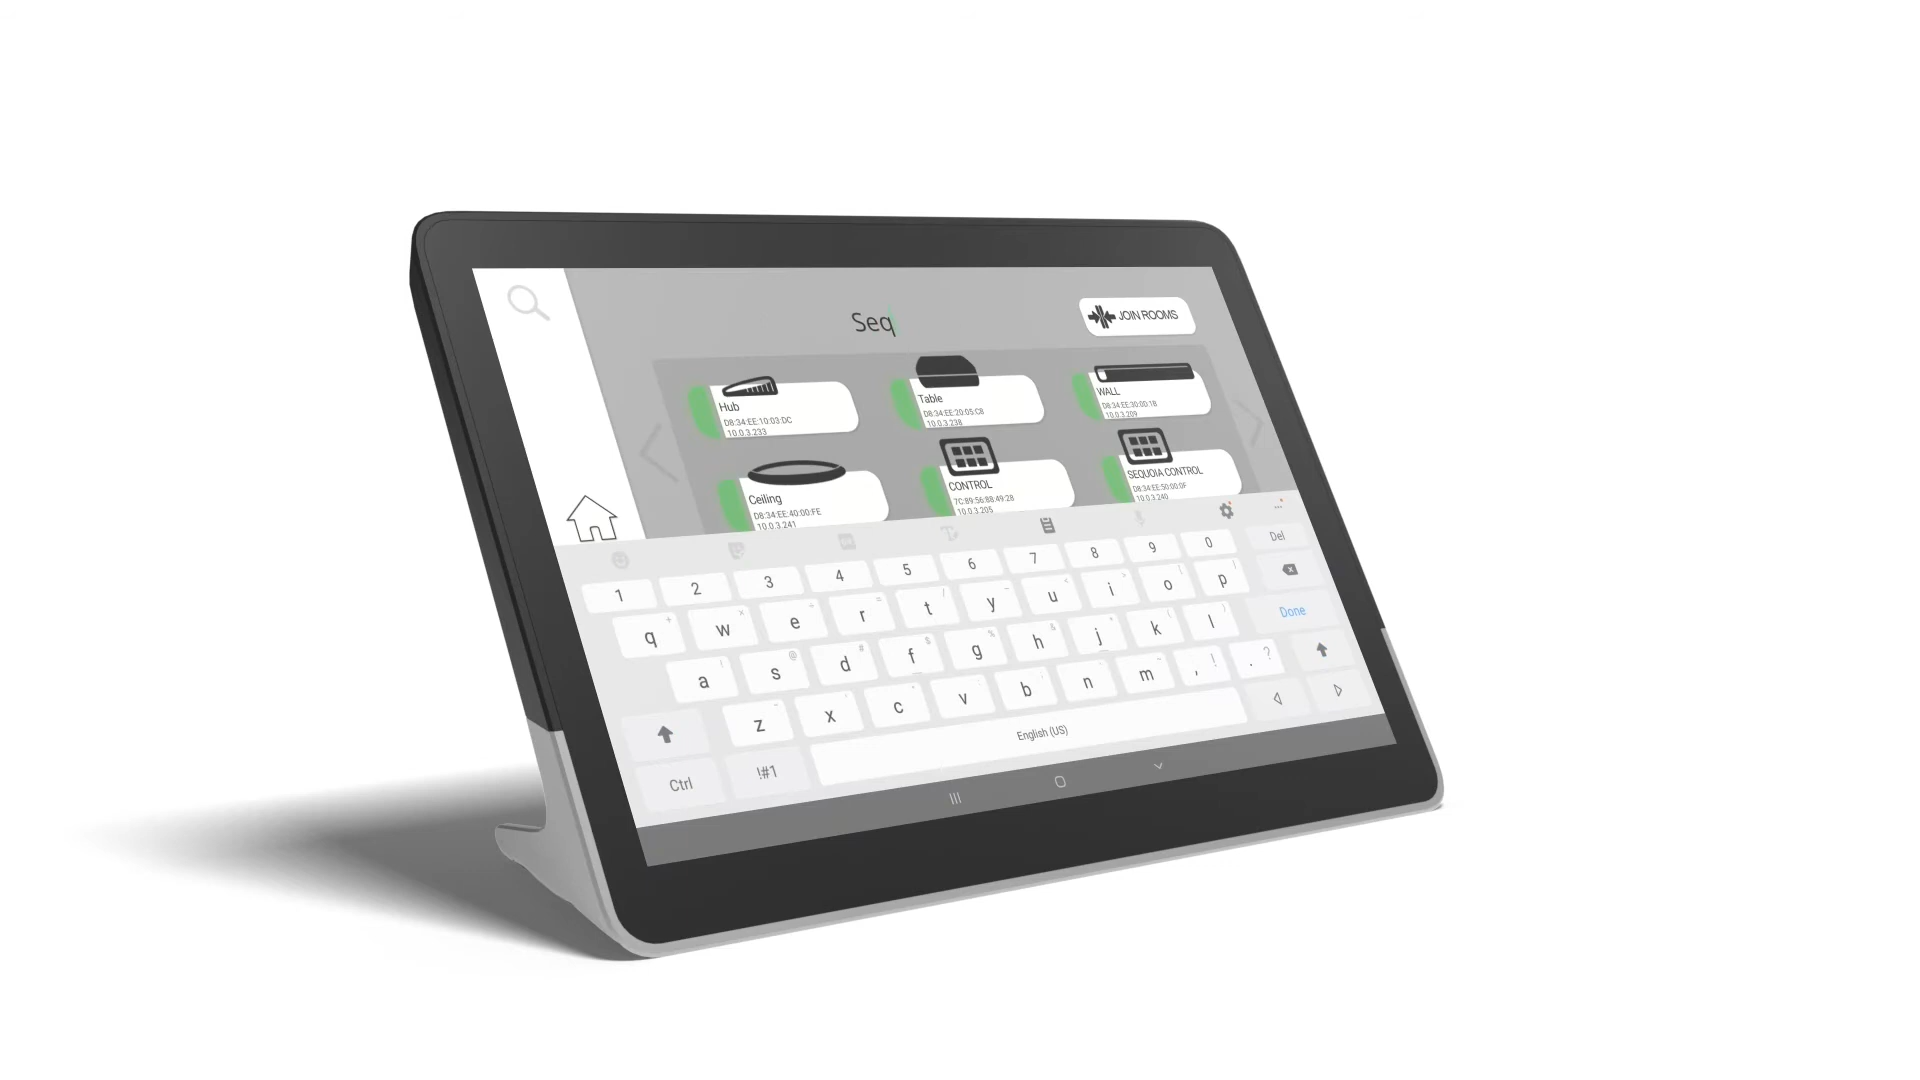 Seq
JOIN ROOMS
Hub
D8:34:EE:10:03:DC
10.0.3.233
Table
D8:34:EE:20:05:C8
10.0.3.238
WALL
D8:34:EE:30:00:1B
10.0.3.209
Ceiling
D8:34:EE:40:00:FE
10.0.3.241
CONTROL
7C:89:56:88:49:28
10.0.3.205
SEQUOIA CONTROL
D8:34:EE:50:00:0F
10.0.3.240
1 2 3 4 5 6 7 8 9 0 Del
q w e r t y u i o p
a s d f g h j k l Done
z x c v b n m , ! . ?
Ctrl !#1 English (US)